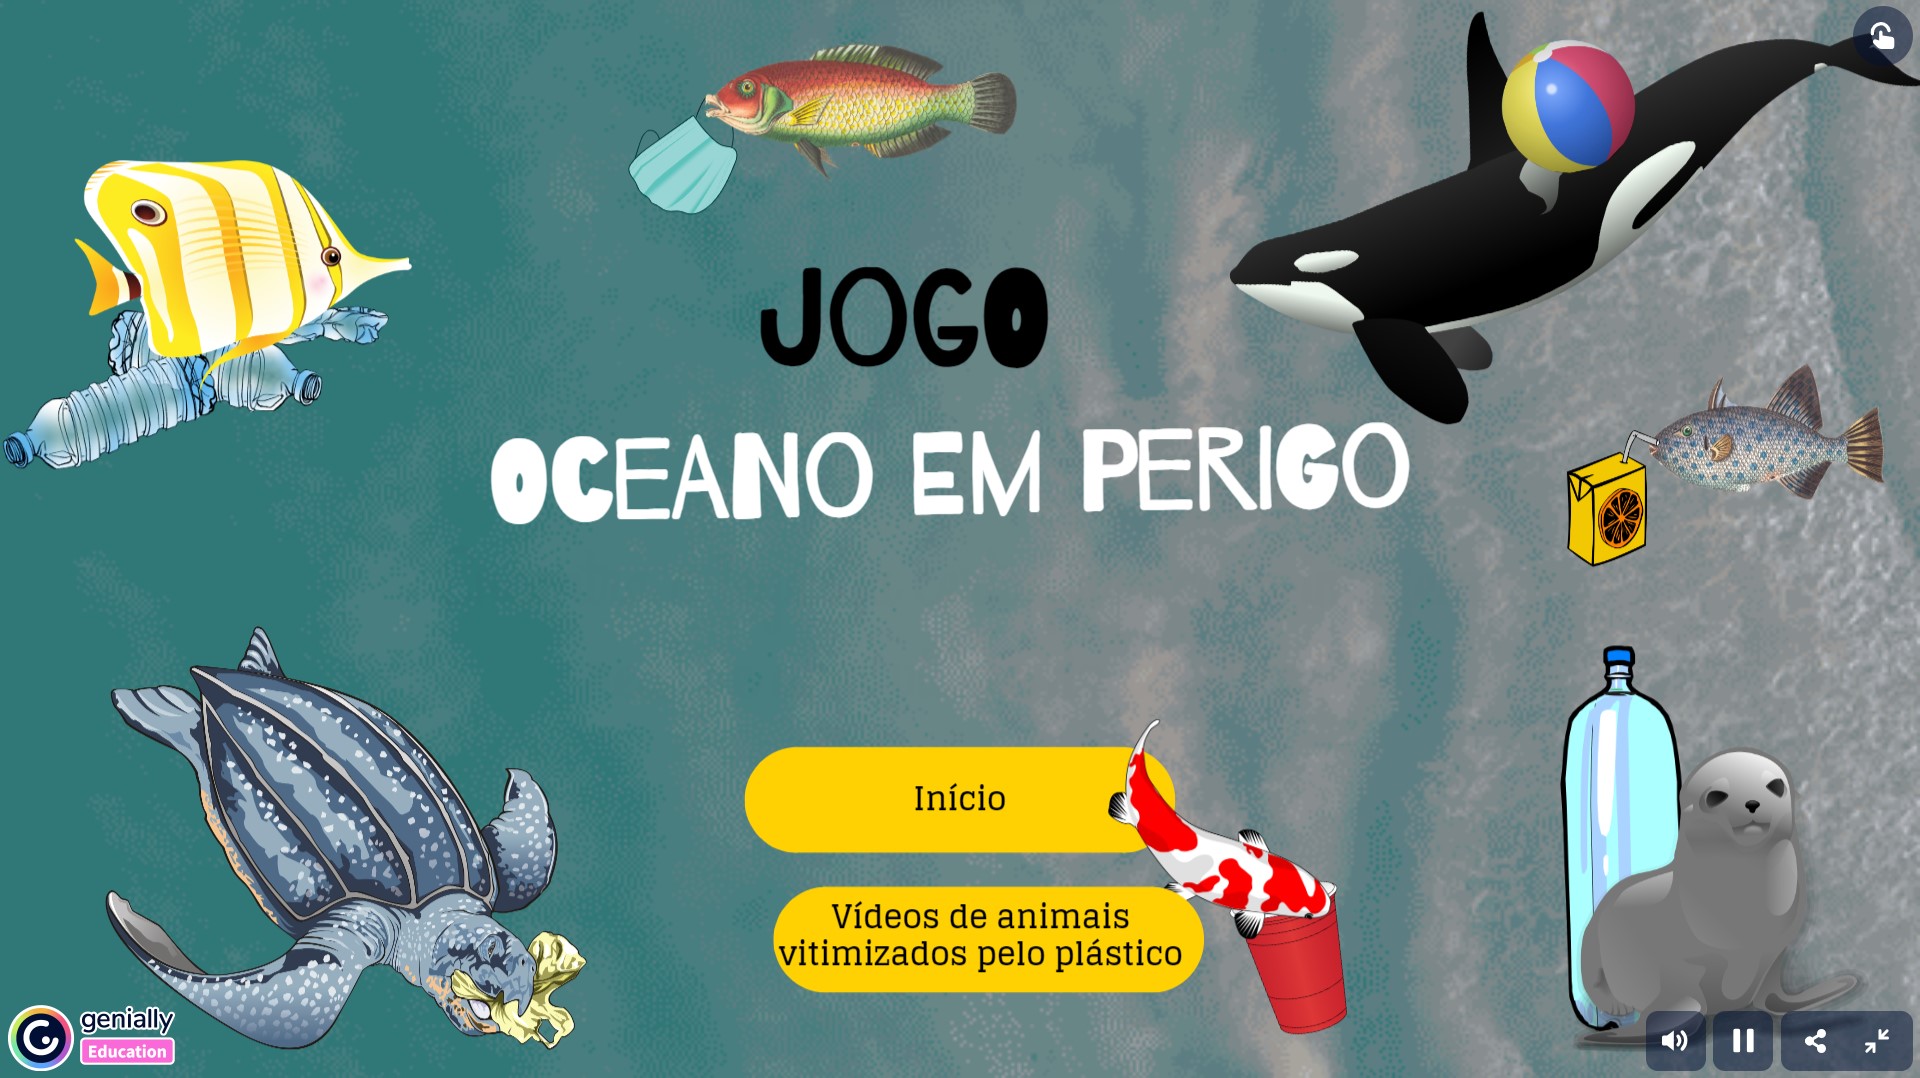 JOGO
OCEANO EM PERIGO
Início
Vídeos de animais
vitimizados pelo plástico
genially
Education